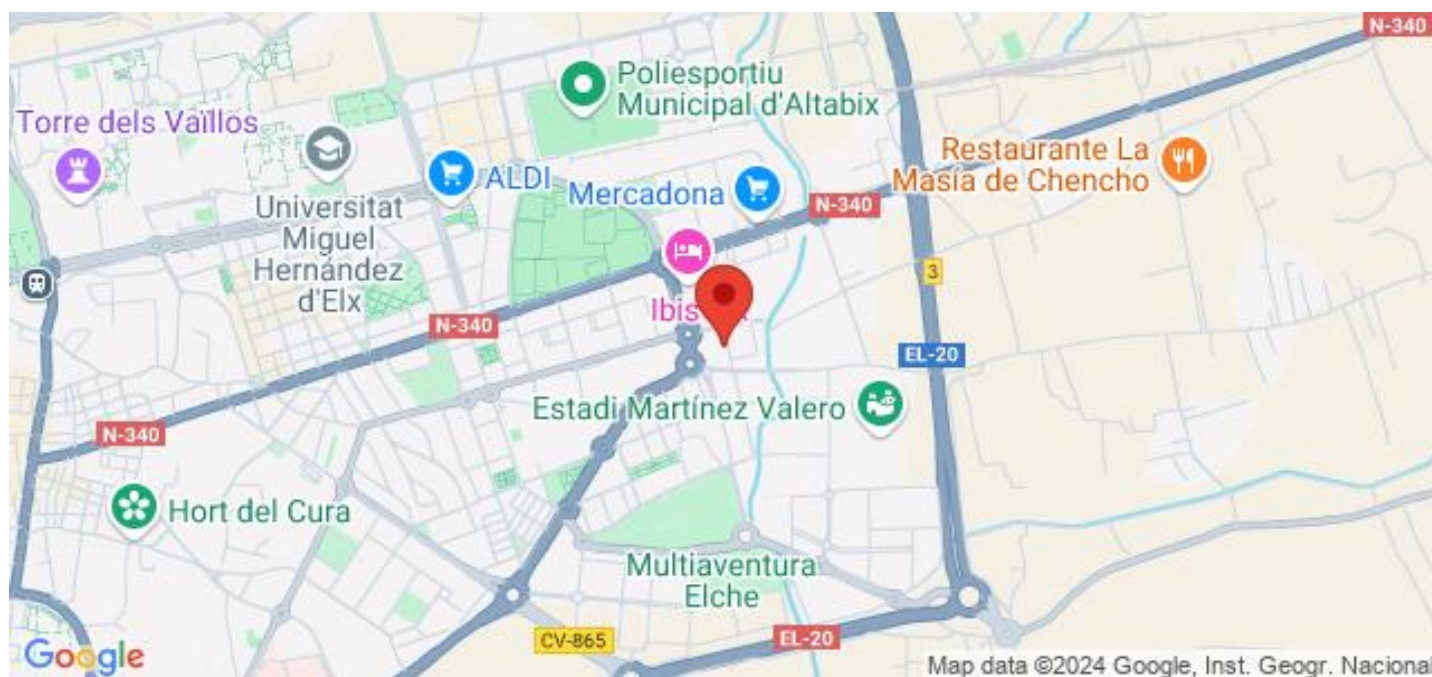 N-340
Poliesportiu
Municipal d'Altabix
Torre dels Vaïllos
Restaurante La
Masía de Chencho
ALDI
Mercadona
N-340
Universitat
Miguel
Hernández
d'Elx
3
Ibis
N-340
EL-20
Estadi Martínez Valero
N-340
Hort del Cura
Multiaventura
Elche
CV-865
EL-20
Google
Map data ©2024 Google, Inst. Geogr. Nacional